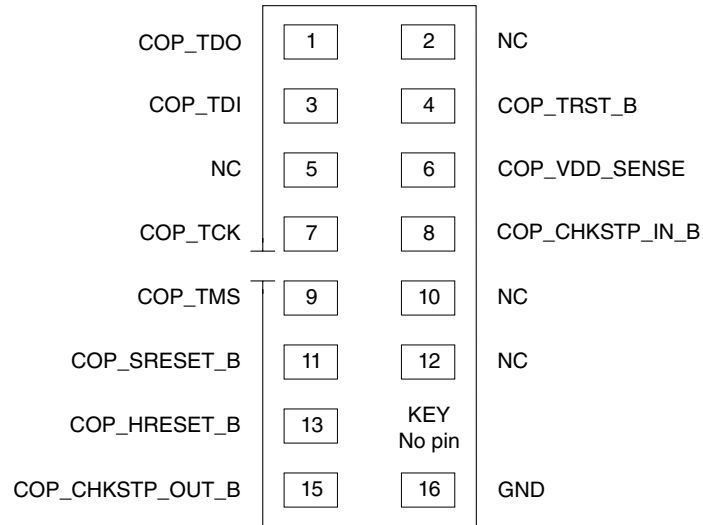 COP_TDO 1 2 NC
COP_TDI 3 4 COP_TRST_B
NC 5 6 COP_VDD_SENSE
COP_TCK 7 8 COP_CHKSTP_IN_B
COP_TMS 9 10 NC
COP_SRESET_B 11 12 NC
COP_HRESET_B 13 KEY
No pin
COP_CHKSTP_OUT_B 15 16 GND